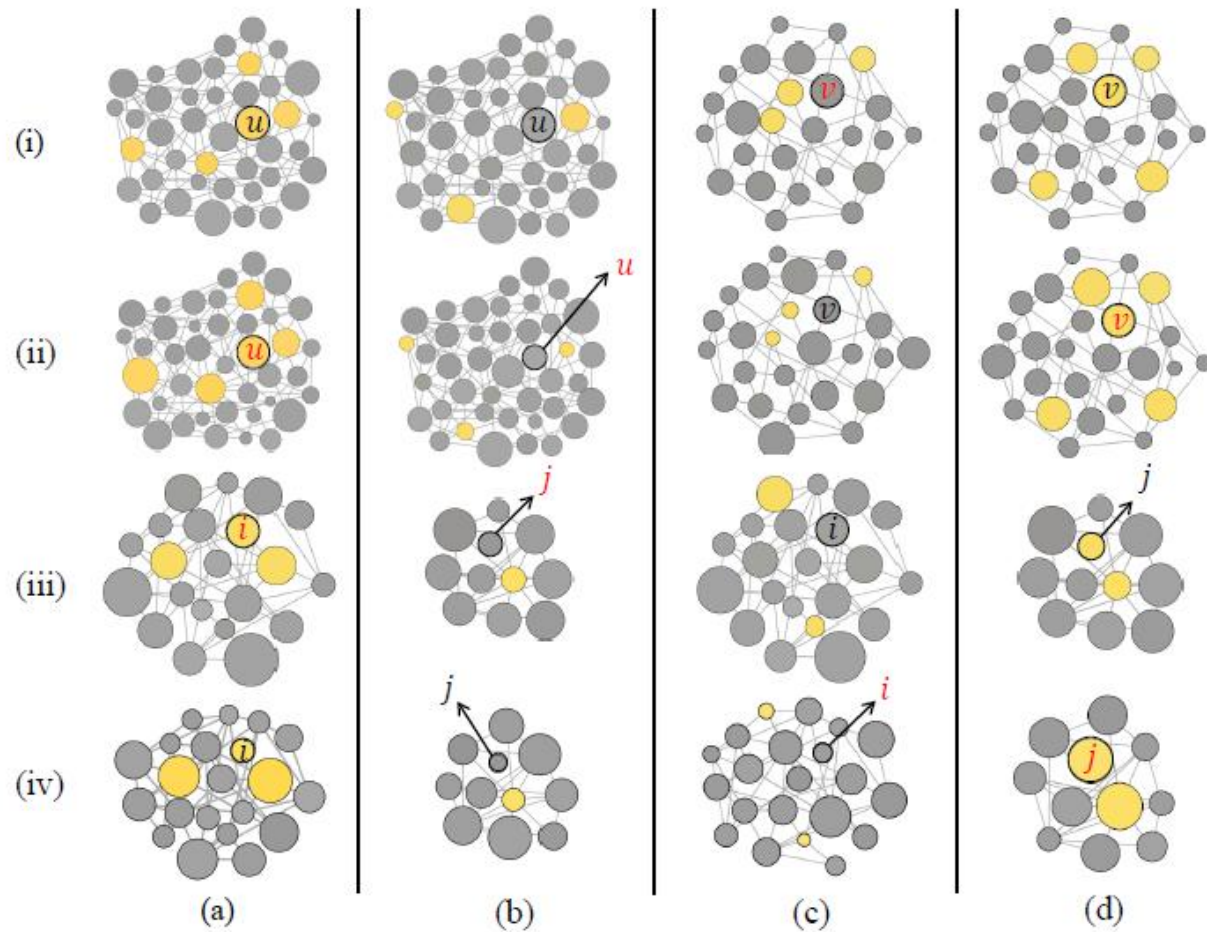 (i) u u v v
(ii) u u v v
(iii) i j i j
(iv) i j i j
(a) (b) (c) (d)